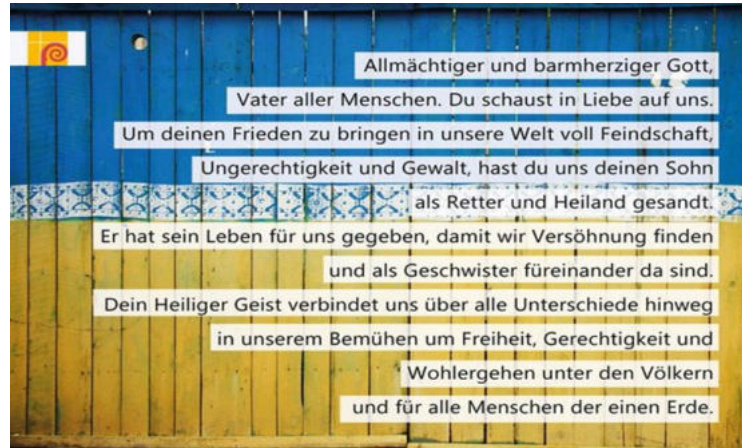 Allmächtiger und barmherziger Gott,
Vater aller Menschen. Du schaust in Liebe auf uns.
Um deinen Frieden zu bringen in unsere Welt voll Feindschaft,
Ungerechtigkeit und Gewalt, hast du uns deinen Sohn
als Retter und Heiland gesandt.
Er hat sein Leben für uns gegeben, damit wir Versöhnung finden
und als Geschwister füreinander da sind.
Dein Heiliger Geist verbindet uns über alle Unterschiede hinweg
in unserem Bemühen um Freiheit, Gerechtigkeit und
Wohlergehen unter den Völkern
und für alle Menschen der einen Erde.